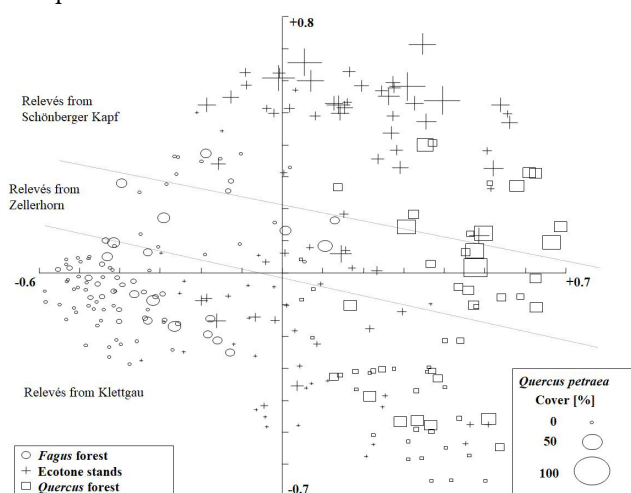 +0.8
Relevés from
Schönberger Kapf
Relevés from
Zellerhorn
-0.6
+0.7
Relevés from Klettgau
Quercus petraea
Cover [%]
0
50
100
Fagus forest
Ecotone stands
Quercus forest
-0.7